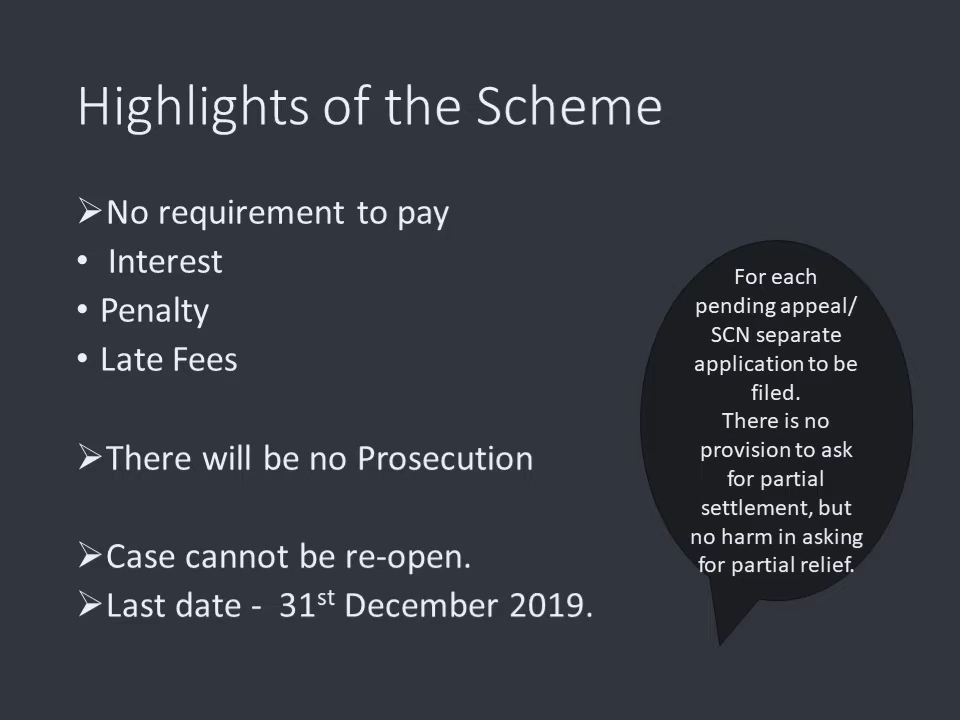 Highlights of the Scheme
➢No requirement to pay
• Interest
• Penalty
• Late Fees
➢There will be no Prosecution
➢Case cannot be re-open.
➢Last date - 31st December 2019.
For each
pending appeal/
SCN separate
application to be
filed.
There is no
provision to ask
for partial
settlement, but
no harm in asking
for partial relief.